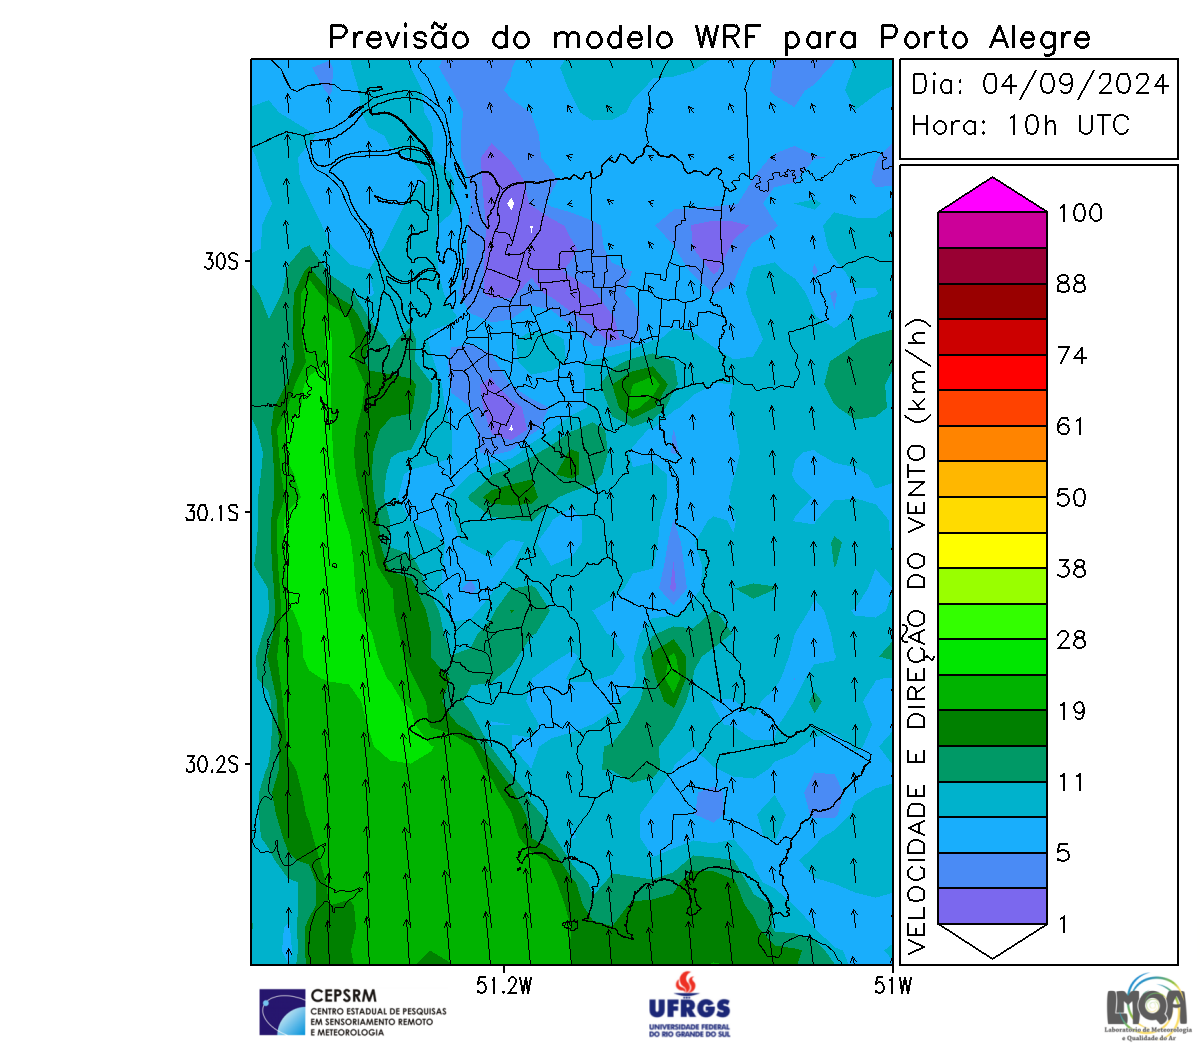 Previsão do modelo WRF para Porto Alegre
Dia: 04/09/2024
Hora: 10h UTC
30S
30.1S
30.2S
51.2W
51W
VELOCIDADE E DIREÇÃO DO VENTO (km/h)
100
88
74
61
50
38
28
19
11
5
1
CEPSRM
CENTRO ESTADUAL DE PESQUISAS
EM SENSORIAMENTO REMOTO
E METEOROLOGIA
UFRGS
UNIVERSIDADE FEDERAL
DO RIO GRANDE DO SUL
LMQA
Laboratório de Meteorologia
e Qualidade do Ar